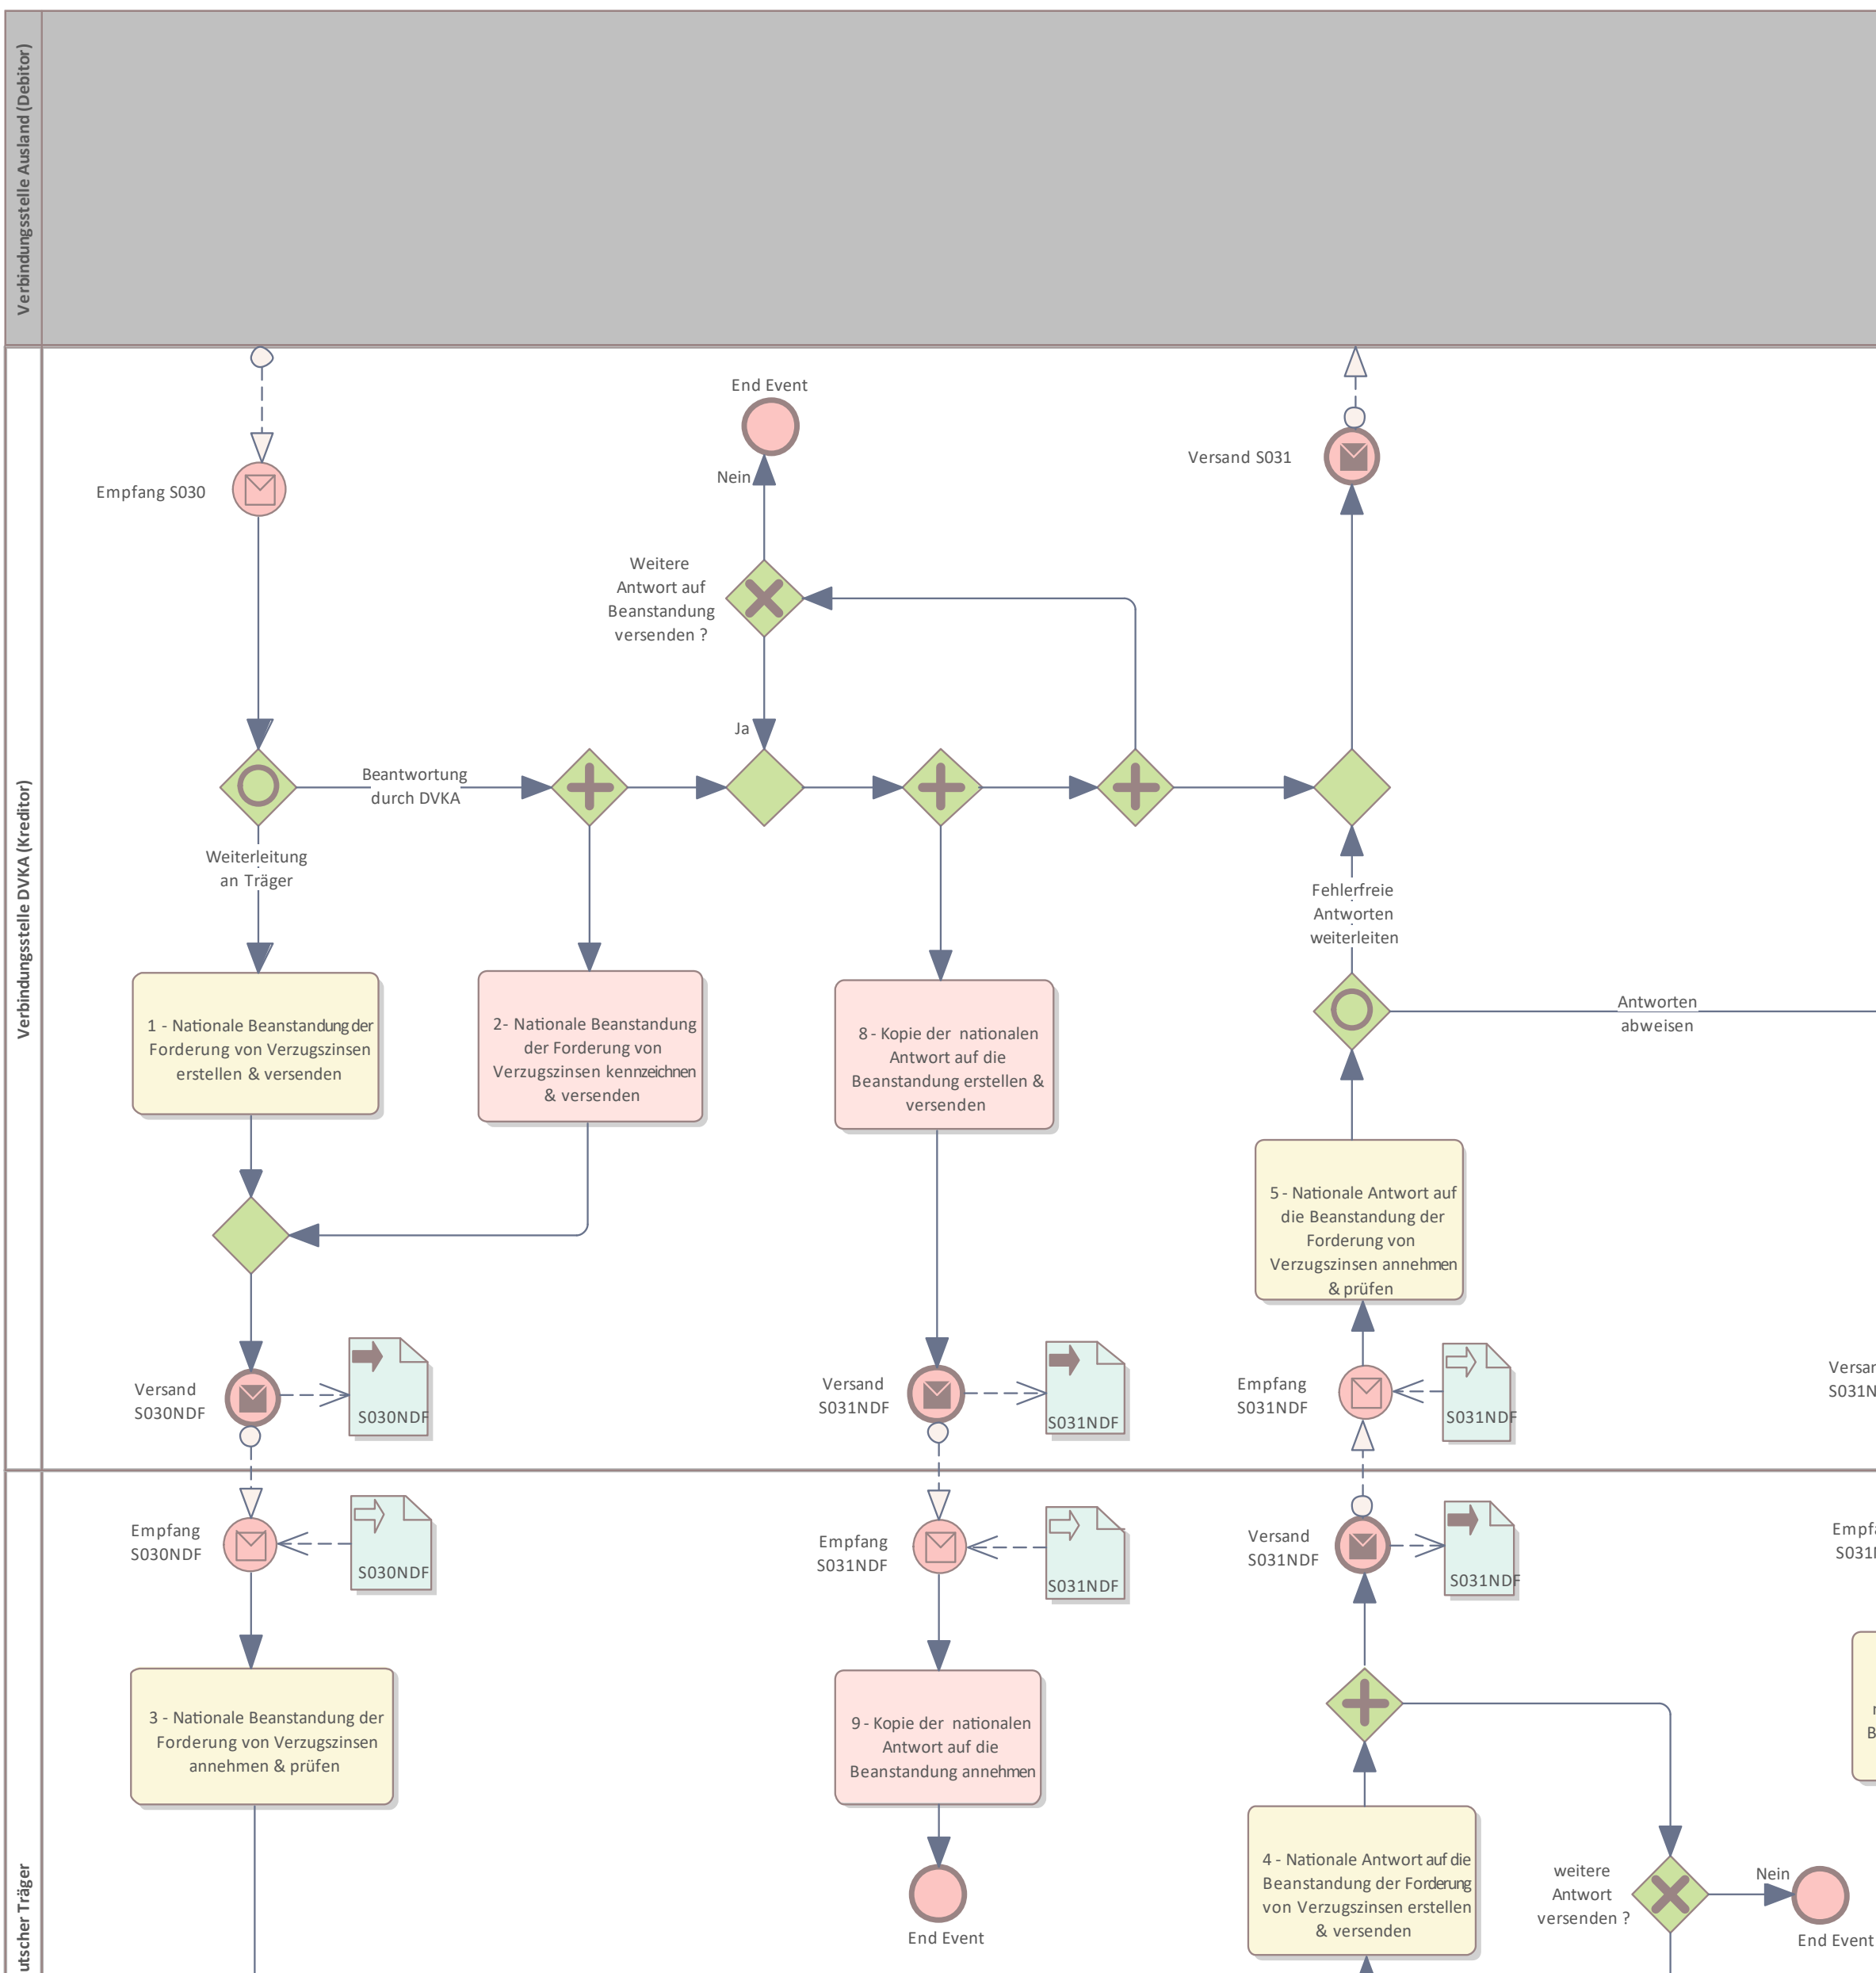 Verbindungsstelle Ausland (Debitor)
Verbindungsstelle DVKA (Kreditor)
End Event
Nein
Empfang S030
Versand S031
Weitere
Antwort auf
Beanstandung
versenden ?
Ja
Beantwortung
durch DVKA
Weiterleitung
an Träger
Fehlerfreie
Antworten
weiterleiten
Antworten
abweisen
1 - Nationale Beanstandung der
Forderung von Verzugszinsen
erstellen & versenden
2- Nationale Beanstandung
der Forderung von
Verzugszinsen kennzeichnen
& versenden
8 - Kopie der nationalen
Antwort auf die
Beanstandung erstellen &
versenden
5 - Nationale Antwort auf
die Beanstandung der
Forderung von
Verzugszinsen annehmen
& prüfen
Versand
S030NDF
S030NDF
Versand
S031NDF
S031NDF
Empfang
S031NDF
S031NDF
Versan
S031N
Empfang
S030NDF
S030NDF
Empfang
S031NDF
S031NDF
Versand
S031NDF
S031NDF
Empf
S031
3 - Nationale Beanstandung der
Forderung von Verzugszinsen
annehmen & prüfen
9 - Kopie der nationalen
Antwort auf die
Beanstandung annehmen
B
4 - Nationale Antwort auf die
Beanstandung der Forderung
von Verzugszinsen erstellen
& versenden
weitere
Antwort
versenden ?
Nein
End Event
End Event
utscher Träger